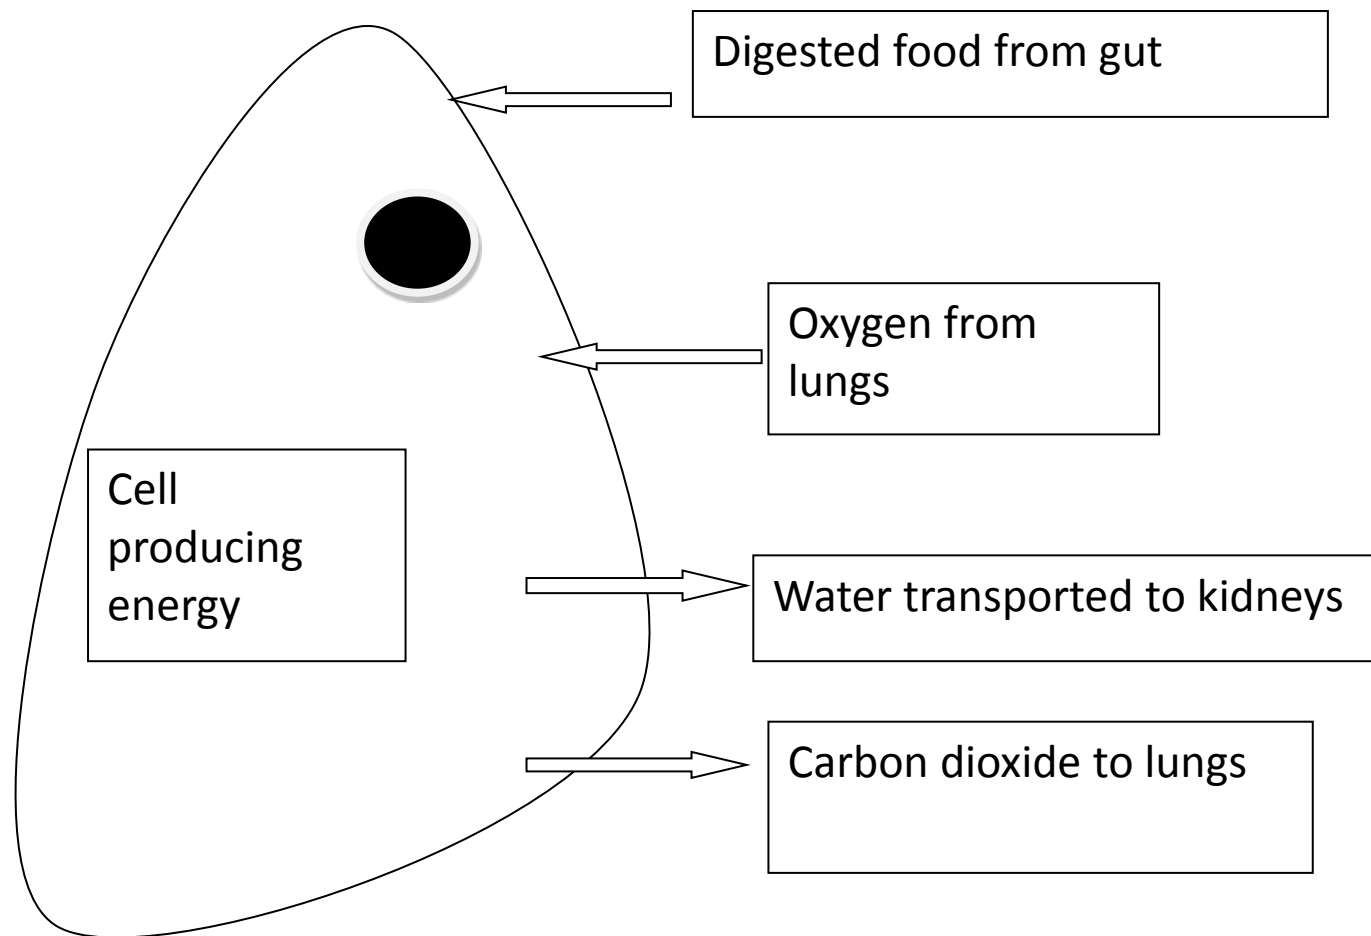 Digested food from gut
Oxygen from
lungs
Cell
producing
energy
Water transported to kidneys
Carbon dioxide to lungs